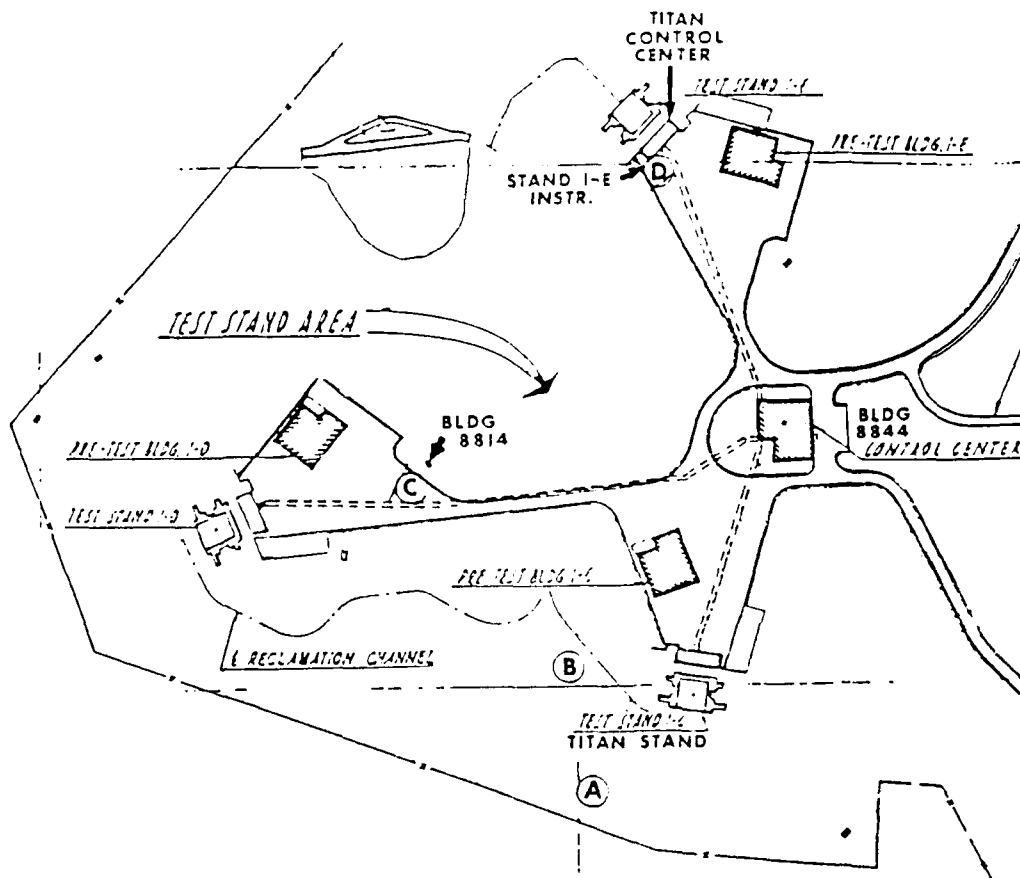 TITAN
CONTROL
CENTER
TEST STAND 1-E
PRE-TEST BLDG. 1-E
STAND 1-E
INSTR.
D
TEST STAND AREA
BLDG
8814
BLDG
8844
CONTROL CENTER
PRE-TEST BLDG. 1-D
C
TEST STAND 1-D
PRE-TEST BLDG 1-C
℄ RECLAMATION CHANNEL
B
TEST STAND 1-C
TITAN STAND
A